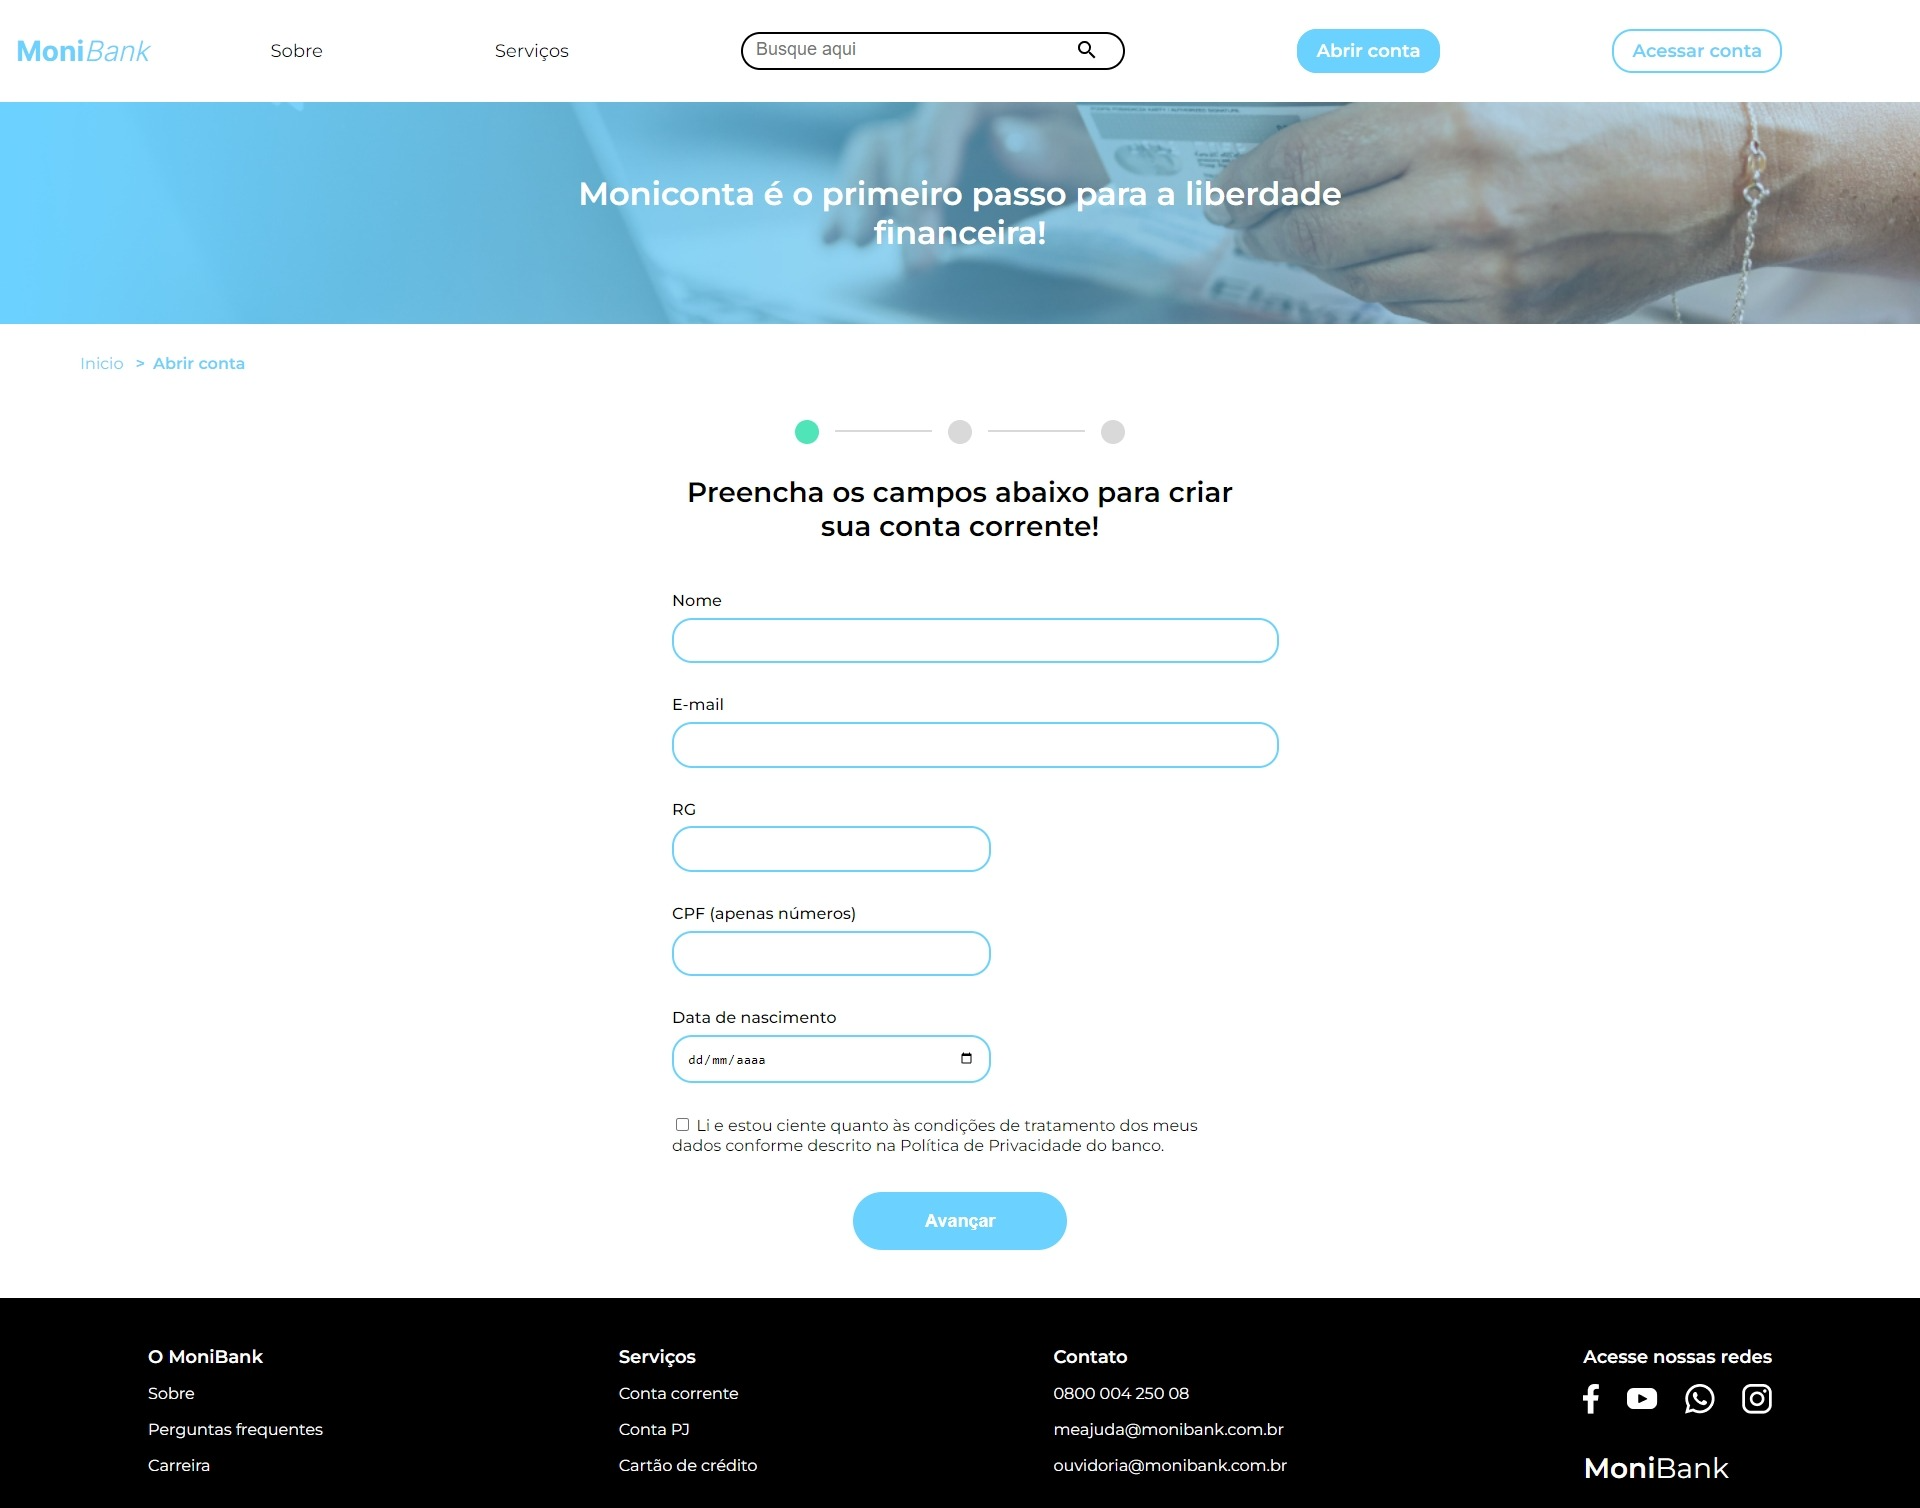 MoniBank
Sobre
Serviços
Busque aqui
Abrir conta
Acessar conta
Moniconta é o primeiro passo para a liberdade
financeira!
Inicio > Abrir conta
Preencha os campos abaixo para criar
sua conta corrente!
Nome
E-mail
RG
CPF (apenas números)
Data de nascimento
dd/mm/aaaa
Li e estou ciente quanto às condições de tratamento dos meus
dados conforme descrito na Política de Privacidade do banco.
Avançar
O MoniBank
Sobre
Perguntas frequentes
Carreira
Serviços
Conta corrente
Conta PJ
Cartão de crédito
Contato
0800 004 250 08
meajuda@monibank.com.br
ouvidoria@monibank.com.br
Acesse nossas redes
MoniBank